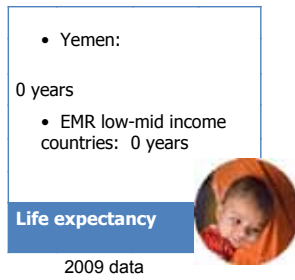 • Yemen:
0 years
• EMR low-mid income
countries: 0 years
Life expectancy
2009 data